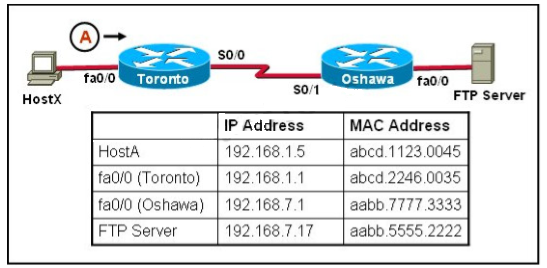 A
S0/0
fa0/0 Toronto
S0/1
Oshawa fa0/0
HostX
FTP Server
IP Address MAC Address
HostA 192.168.1.5 abcd.1123.0045
fa0/0 (Toronto) 192.168.1.1 abcd.2246.0035
fa0/0 (Oshawa) 192.168.7.1 aabb.7777.3333
FTP Server 192.168.7.17 aabb.5555.2222